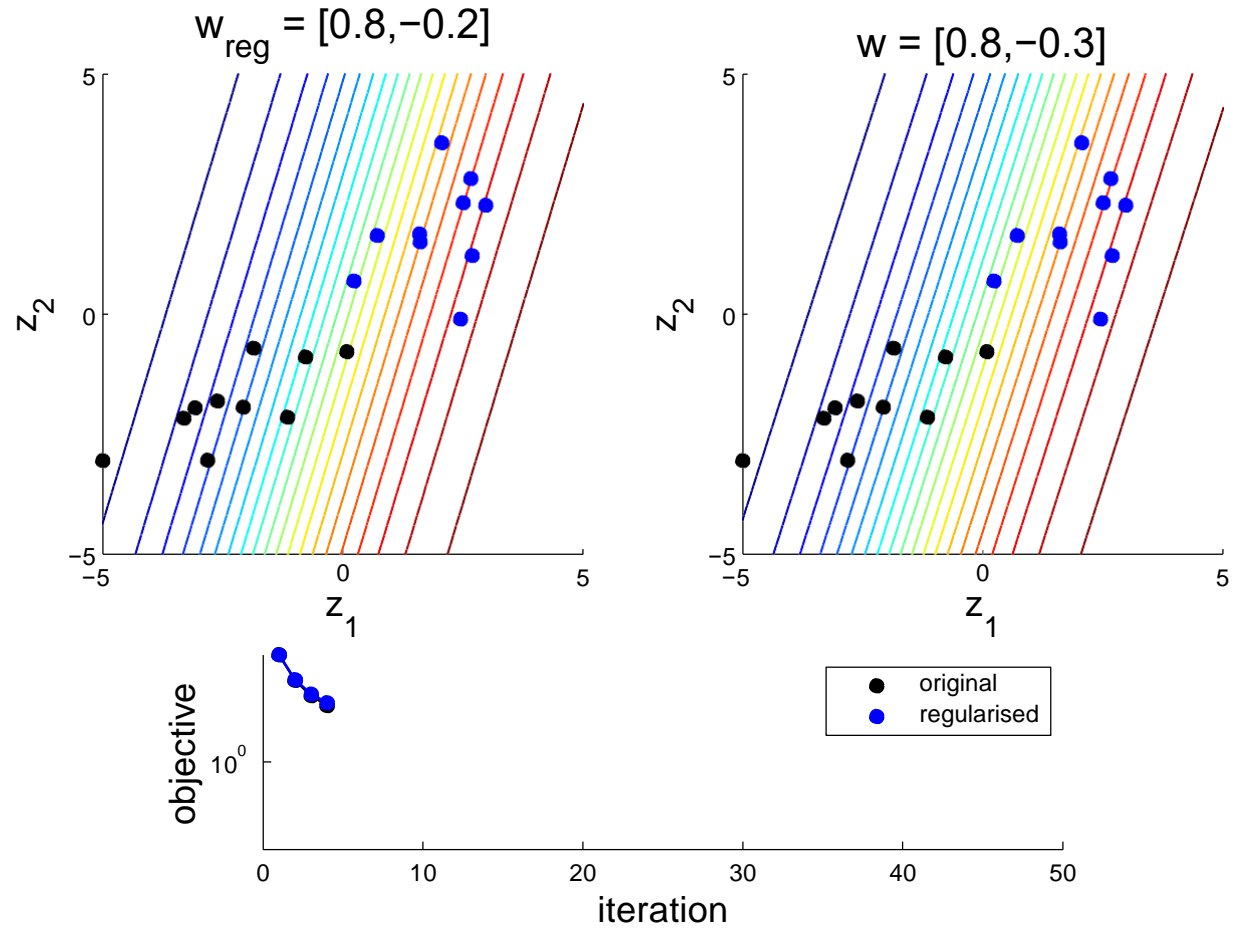 w_reg = [0.8,−0.2]
w = [0.8,−0.3]
5
0
−5
−5
0
5
z_2
z_1
5
0
−5
−5
0
5
z_2
z_1
original
regularised
10^0
objective
0
10
20
30
40
50
iteration